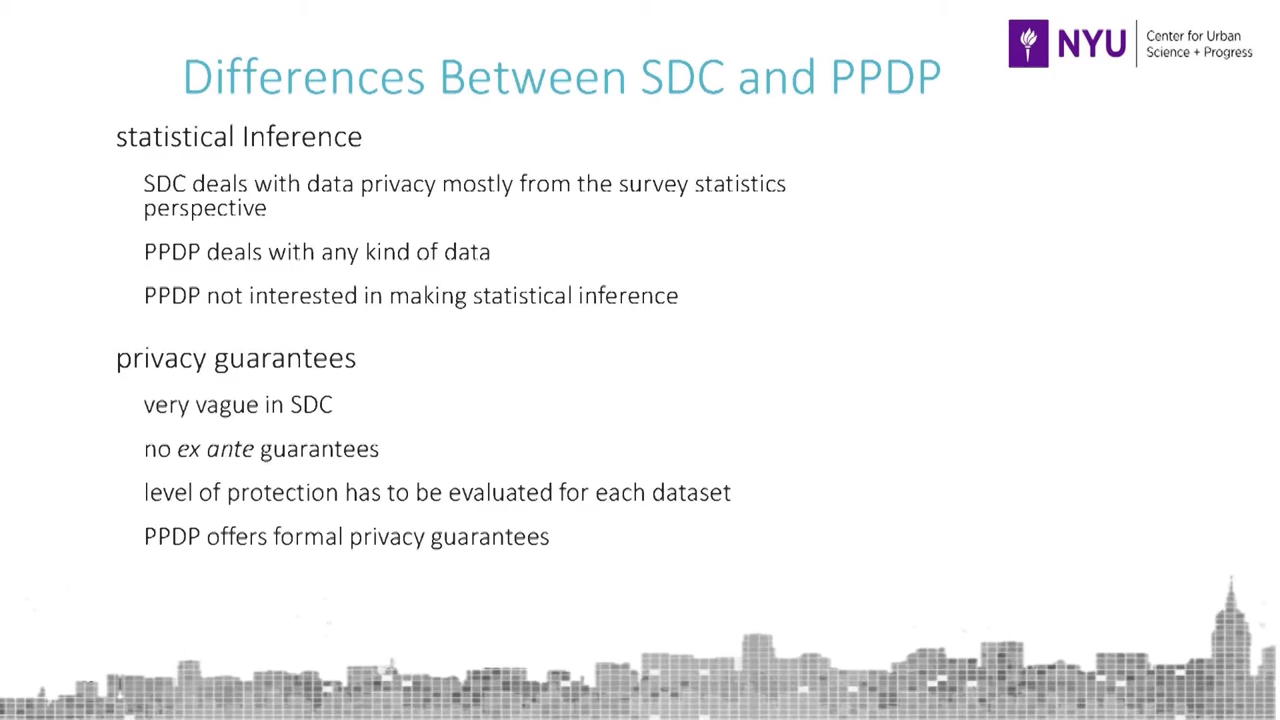 NYU
Center for Urban
Science + Progress
Differences Between SDC and PPDP
statistical Inference
SDC deals with data privacy mostly from the survey statistics
perspective
PPDP deals with any kind of data
PPDP not interested in making statistical inference
privacy guarantees
very vague in SDC
no ex ante guarantees
level of protection has to be evaluated for each dataset
PPDP offers formal privacy guarantees